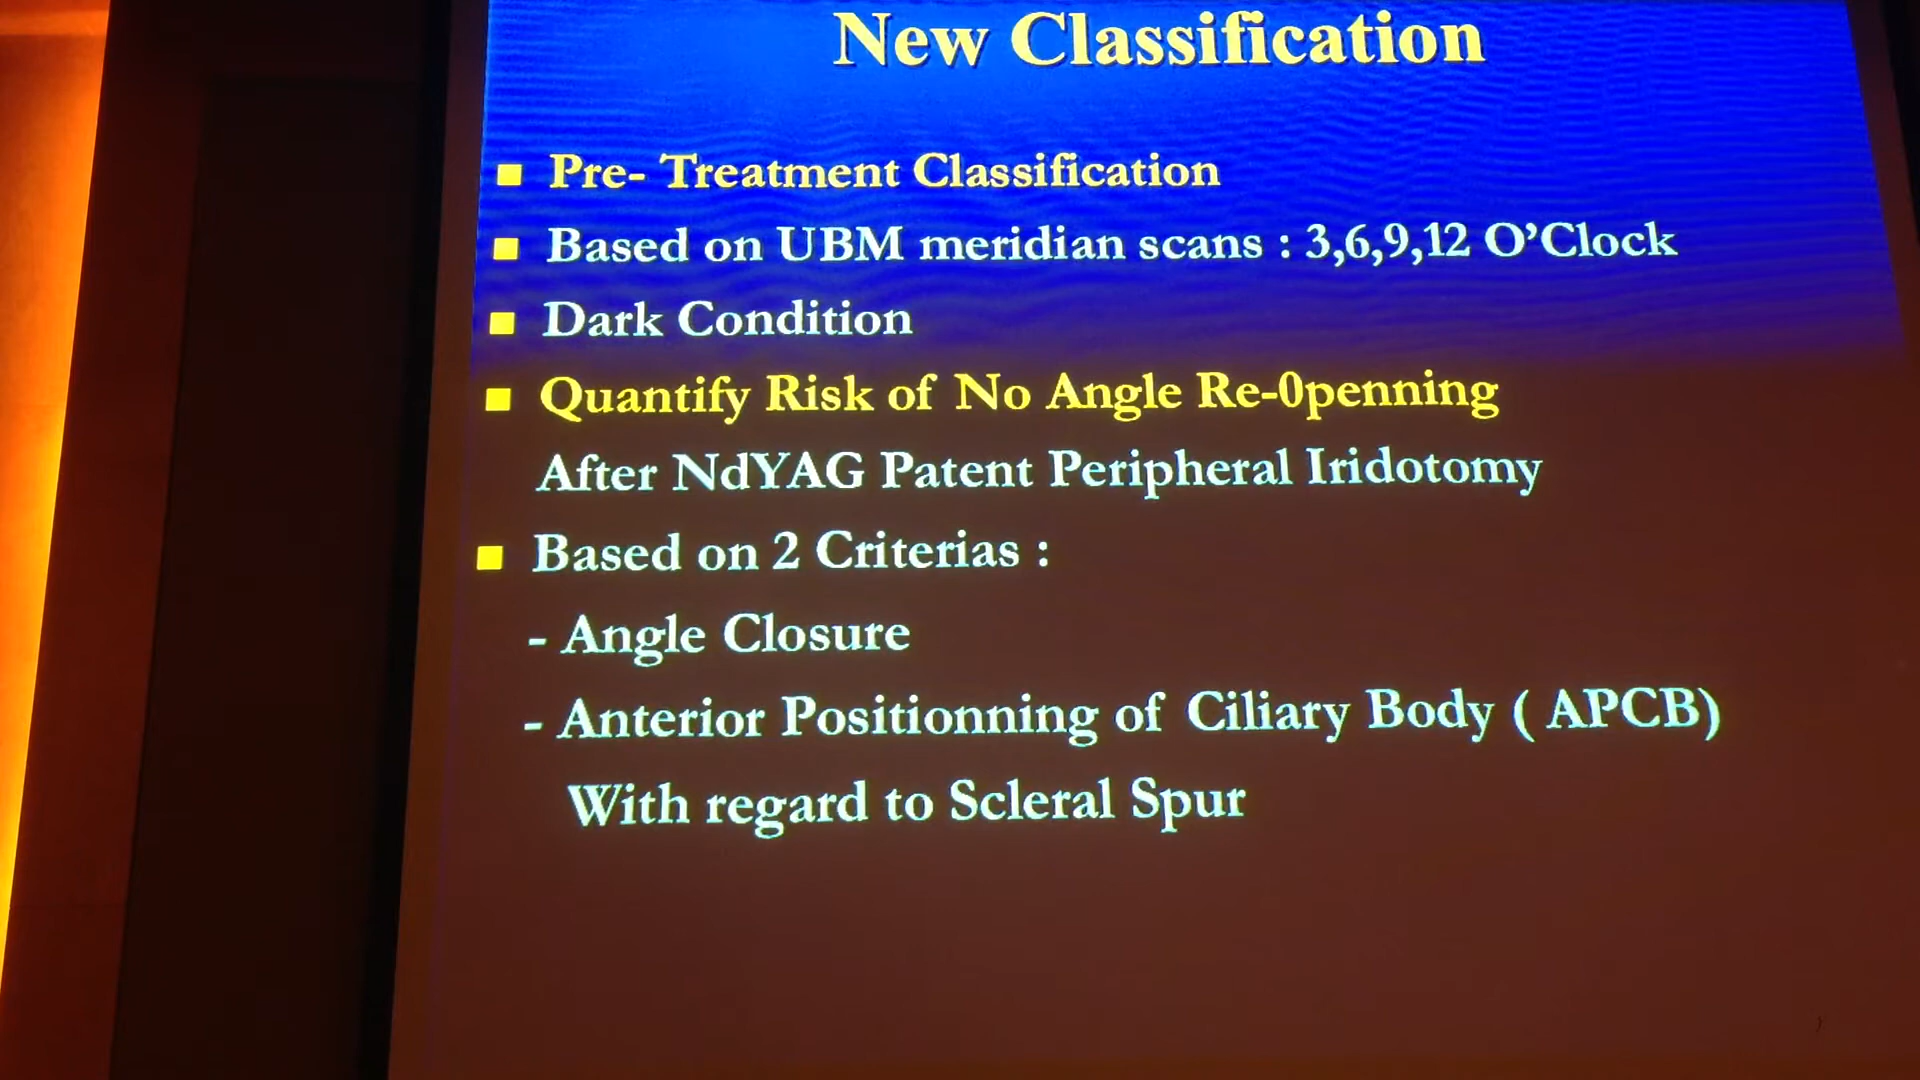 New Classification
Pre- Treatment Classification
Based on UBM meridian scans : 3,6,9,12 O'Clock
Dark Condition
Quantify Risk of No Angle Re-0penning
After NdYAG Patent Peripheral Iridotomy
Based on 2 Criterias :
- Angle Closure
- Anterior Positionning of Ciliary Body ( APCB)
With regard to Scleral Spur